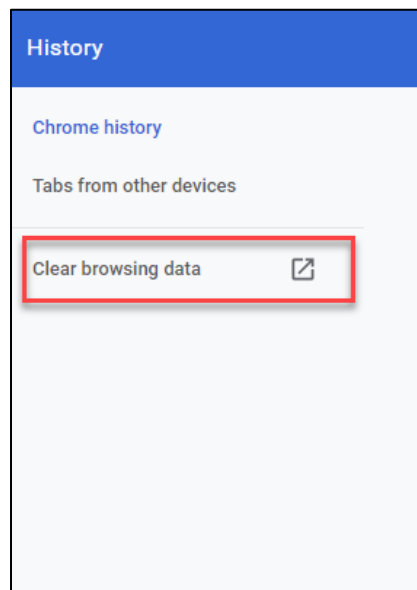 History
Chrome history
Tabs from other devices
Clear browsing data